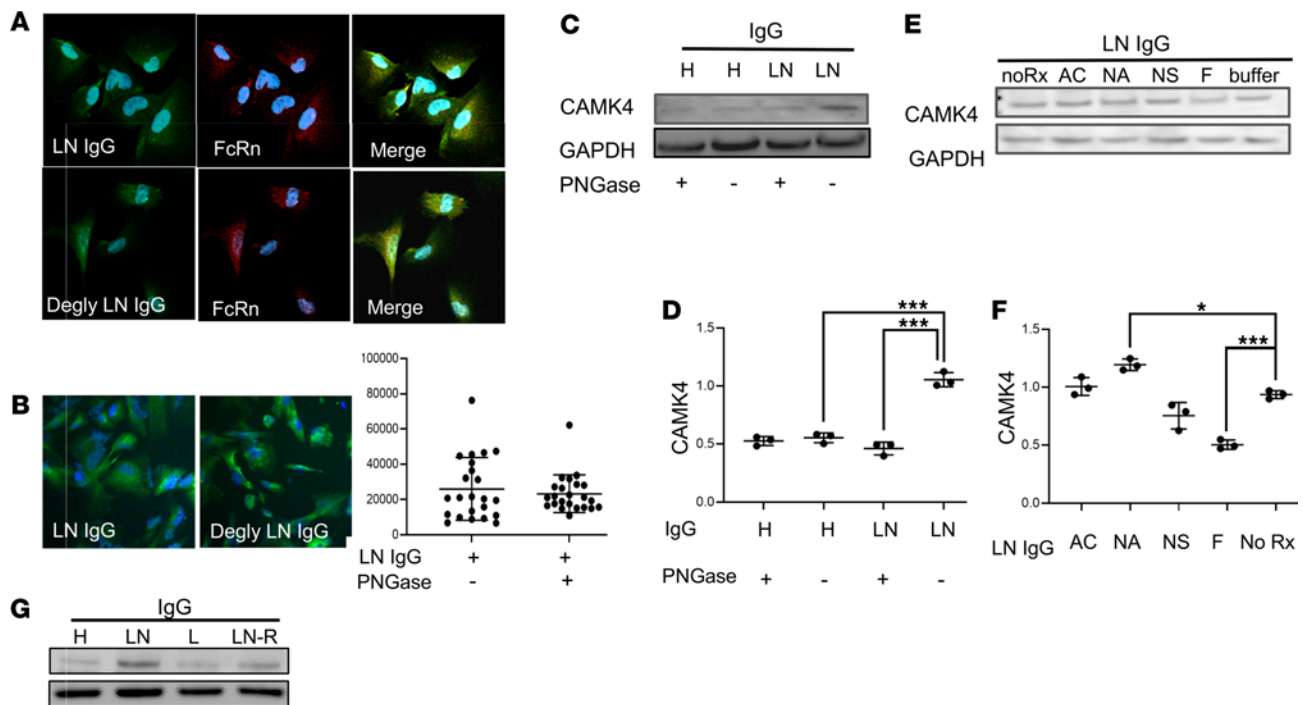 A
LN IgG
FcRn
Merge
Degly LN IgG
FcRn
Merge
B
LN IgG
Degly LN IgG
100000
80000
60000
40000
20000
0
LN IgG + +
PNGase - +
C
IgG
H H LN LN
CAMK4
GAPDH
PNGase + - + -
D
***
***
CAMK4
1.5
1.0
0.5
0.0
IgG H H LN LN
PNGase + - + -
E
LN IgG
noRx AC NA NS F buffer
CAMK4
GAPDH
F
*
***
CAMK4
1.5
1.0
0.5
0.0
LN IgG AC NA NS F No Rx
G
IgG
H LN L LN-R